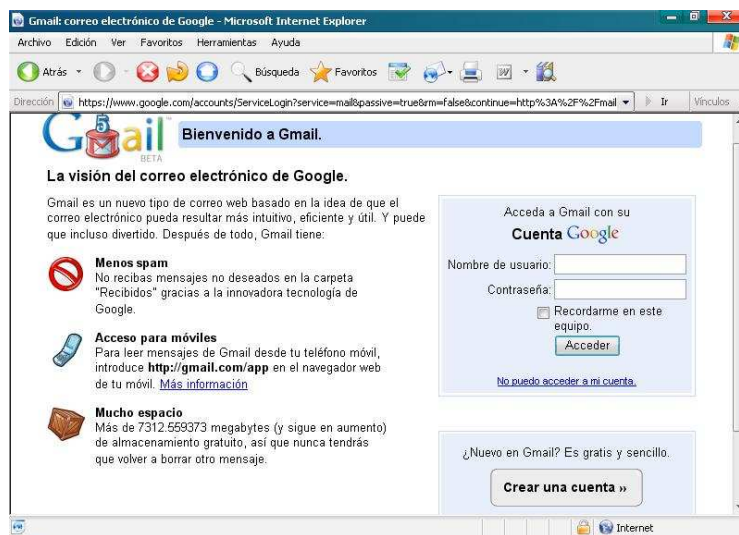 Gmail: correo electrónico de Google - Microsoft Internet Explorer
Archivo Edición Ver Favoritos Herramientas Ayuda
Atrás Búsqueda Favoritos
Dirección https://www.google.com/accounts/ServiceLogin?service=mail&passive=true&rm=false&continue=http%3A%2F%2Fmail Ir Vínculos
Gmail 5
BETA
Bienvenido a Gmail.
La visión del correo electrónico de Google.
Gmail es un nuevo tipo de correo web basado en la idea de que el
correo electrónico pueda resultar más intuitivo, eficiente y útil. Y puede
que incluso divertido. Después de todo, Gmail tiene:
Menos spam
No recibas mensajes no deseados en la carpeta
"Recibidos" gracias a la innovadora tecnología de
Google.
Acceso para móviles
Para leer mensajes de Gmail desde tu teléfono móvil,
introduce http://gmail.com/app en el navegador web
de tu móvil. Más información
Mucho espacio
Más de 7312.559373 megabytes (y sigue en aumento)
de almacenamiento gratuito, así que nunca tendrás
que volver a borrar otro mensaje.
Acceda a Gmail con su
Cuenta Google
Nombre de usuario:
Contraseña:
Recordarme en este
equipo.
Acceder
No puedo acceder a mi cuenta.
¿Nuevo en Gmail? Es gratis y sencillo.
Crear una cuenta »
Internet